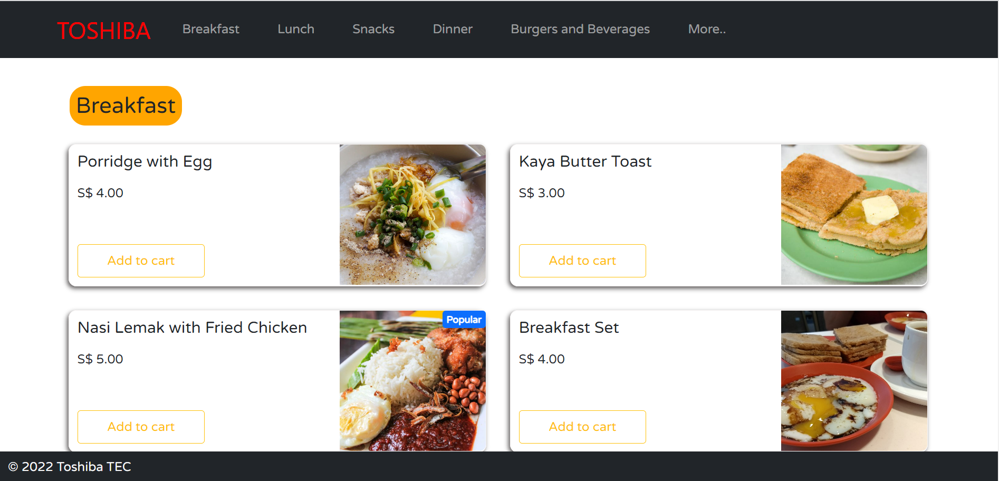 TOSHIBA Breakfast Lunch Snacks Dinner Burgers and Beverages More..
Breakfast
Porridge with Egg
S$ 4.00
Add to cart
Kaya Butter Toast
S$ 3.00
Add to cart
Nasi Lemak with Fried Chicken
S$ 5.00
Add to cart
Popular
Breakfast Set
S$ 4.00
Add to cart
© 2022 Toshiba TEC